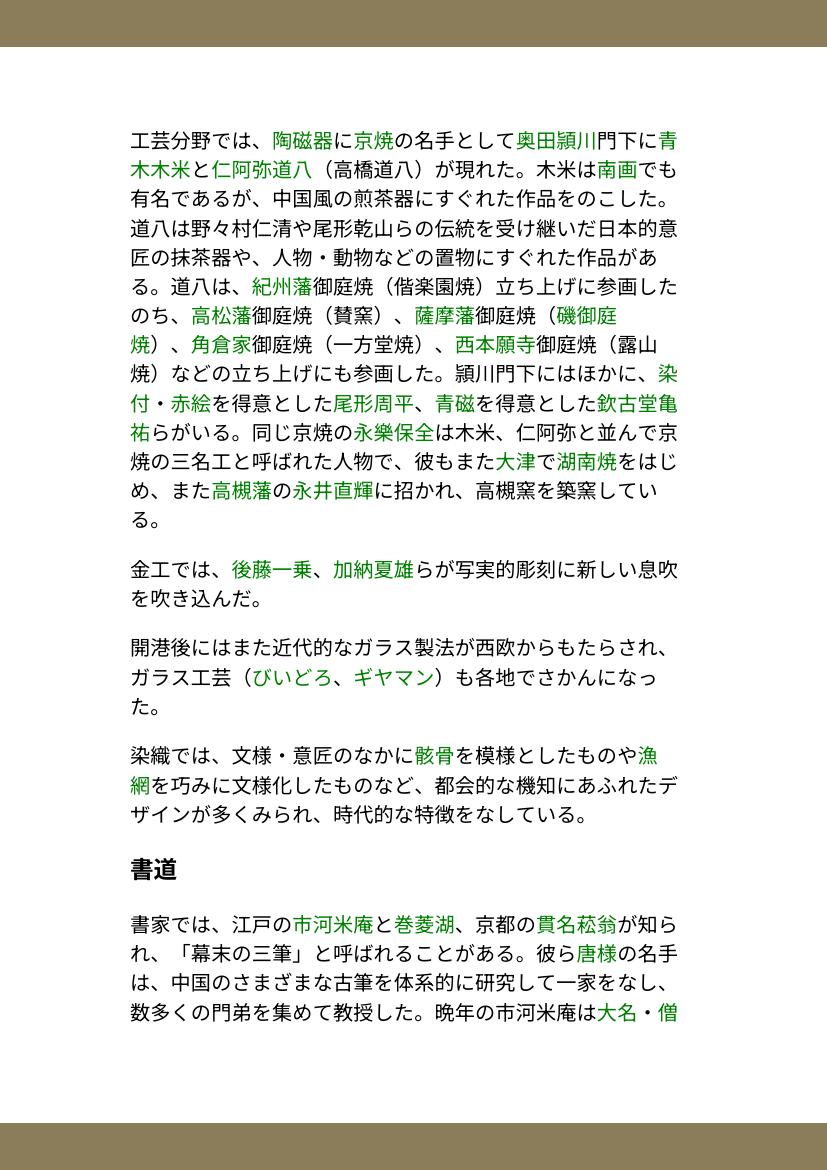 工芸分野では、陶磁器に京焼の名手として奥田頴川門下に青
木木米と仁阿弥道八（高橋道八）が現れた。木米は南画でも
有名であるが、中国風の煎茶器にすぐれた作品をのこした。
道八は野々村仁清や尾形乾山らの伝統を受け継いだ日本的意
匠の抹茶器や、人物・動物などの置物にすぐれた作品があ
る。道八は、紀州藩御庭焼（偕楽園焼）立ち上げに参画した
のち、高松藩御庭焼（賛窯）、薩摩藩御庭焼（磯御庭
焼）、角倉家御庭焼（一方堂焼）、西本願寺御庭焼（露山
焼）などの立ち上げにも参画した。頴川門下にはほかに、染
付・赤絵を得意とした尾形周平、青磁を得意とした欽古堂亀
祐らがいる。同じ京焼の永樂保全は木米、仁阿弥と並んで京
焼の三名工と呼ばれた人物で、彼もまた大津で湖南焼をはじ
め、また高槻藩の永井直輝に招かれ、高槻窯を築窯してい
る。
金工では、後藤一乗、加納夏雄らが写実的彫刻に新しい息吹
を吹き込んだ。
開港後にはまた近代的なガラス製法が西欧からもたらされ、
ガラス工芸（びいどろ、ギヤマン）も各地でさかんになっ
た。
染織では、文様・意匠のなかに骸骨を模様としたものや漁
網を巧みに文様化したものなど、都会的な機知にあふれたデ
ザインが多くみられ、時代的な特徴をなしている。
書道
書家では、江戸の市河米庵と巻菱湖、京都の貫名菘翁が知ら
れ、「幕末の三筆」と呼ばれることがある。彼ら唐様の名手
は、中国のさまざまな古筆を体系的に研究して一家をなし、
数多くの門弟を集めて教授した。晩年の市河米庵は大名・僧